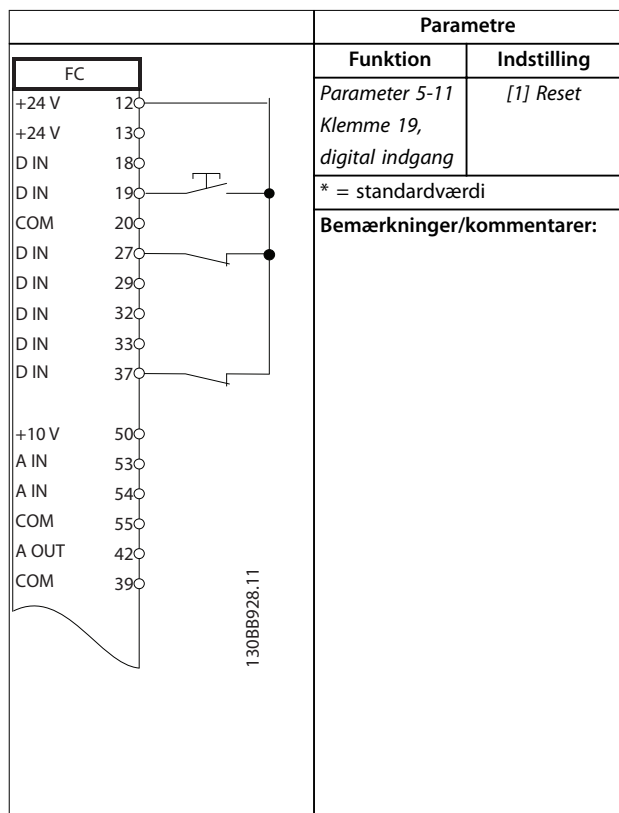 FC
+24 V 12
+24 V 13
D IN 18
D IN 19
COM 20
D IN 27
D IN 29
D IN 32
D IN 33
D IN 37
+10 V 50
A IN 53
A IN 54
COM 55
A OUT 42
COM 39
130BB928.11
Parametre
Funktion Indstilling
Parameter 5-11 [1] Reset
Klemme 19,
digital indgang
* = standardværdi
Bemærkninger/kommentarer: